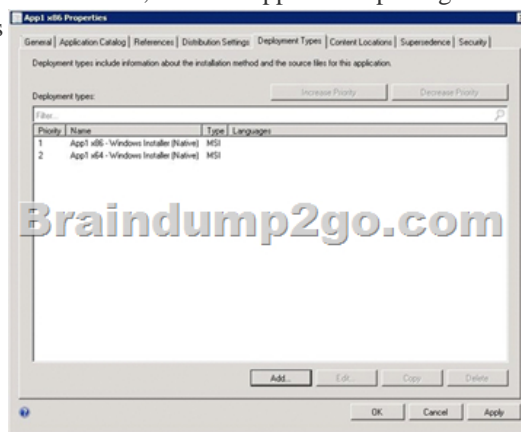 s
App1 x86 Properties
General | Application Catalog | References | Distribution Settings | Deployment Types | Content Locations | Supersedence | Security
Deployment types include information about the installation method and the source files for this application.
Increase Priority Decrease Priority
Deployment types:
Filter...
Priority Name Type Languages
1 App1 x86 - Windows Installer (Native) MSI
2 App1 x64 - Windows Installer (Native) MSI
Braindump2go.com
Add... Edit... Copy Delete
OK Cancel Apply